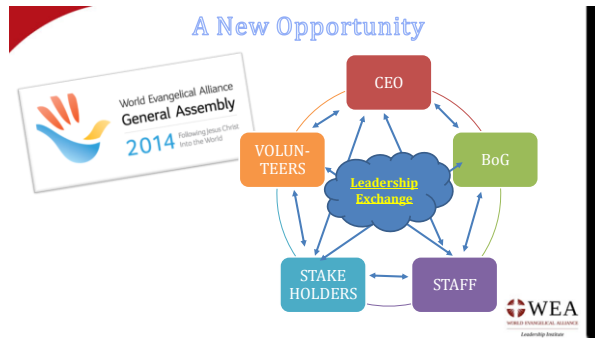 A New Opportunity
World Evangelical Alliance
General Assembly
2014 Following Jesus Christ
Into the World
CEO
VOLUN-
TEERS
BoG
Leadership
Exchange
STAKE
HOLDERS
STAFF
WEA
WORLD EVANGELICAL ALLIANCE
Leadership Institute